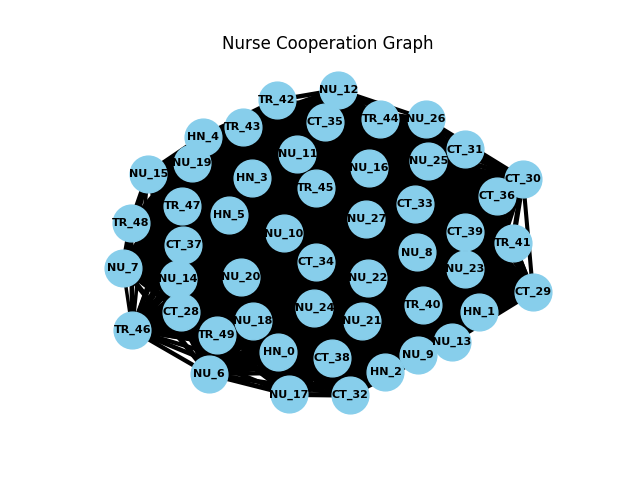 Nurse Cooperation Graph
NU_12
TR_42
TR_44
NU_26
CT_35
TR_43
HN_4
CT_31
NU_11
NU_25
NU_19
NU_16
NU_15
HN_3
CT_30
TR_45
CT_36
CT_33
TR_47
HN_5
NU_27
TR_48
CT_39
NU_10
TR_41
CT_37
NU_8
CT_34
NU_7
NU_23
NU_14
NU_20
NU_22
CT_29
TR_40
NU_24
CT_28
HN_1
NU_18
NU_21
TR_46
TR_49
NU_13
HN_0
NU_9
CT_38
HN_2
NU_6
NU_17
CT_32